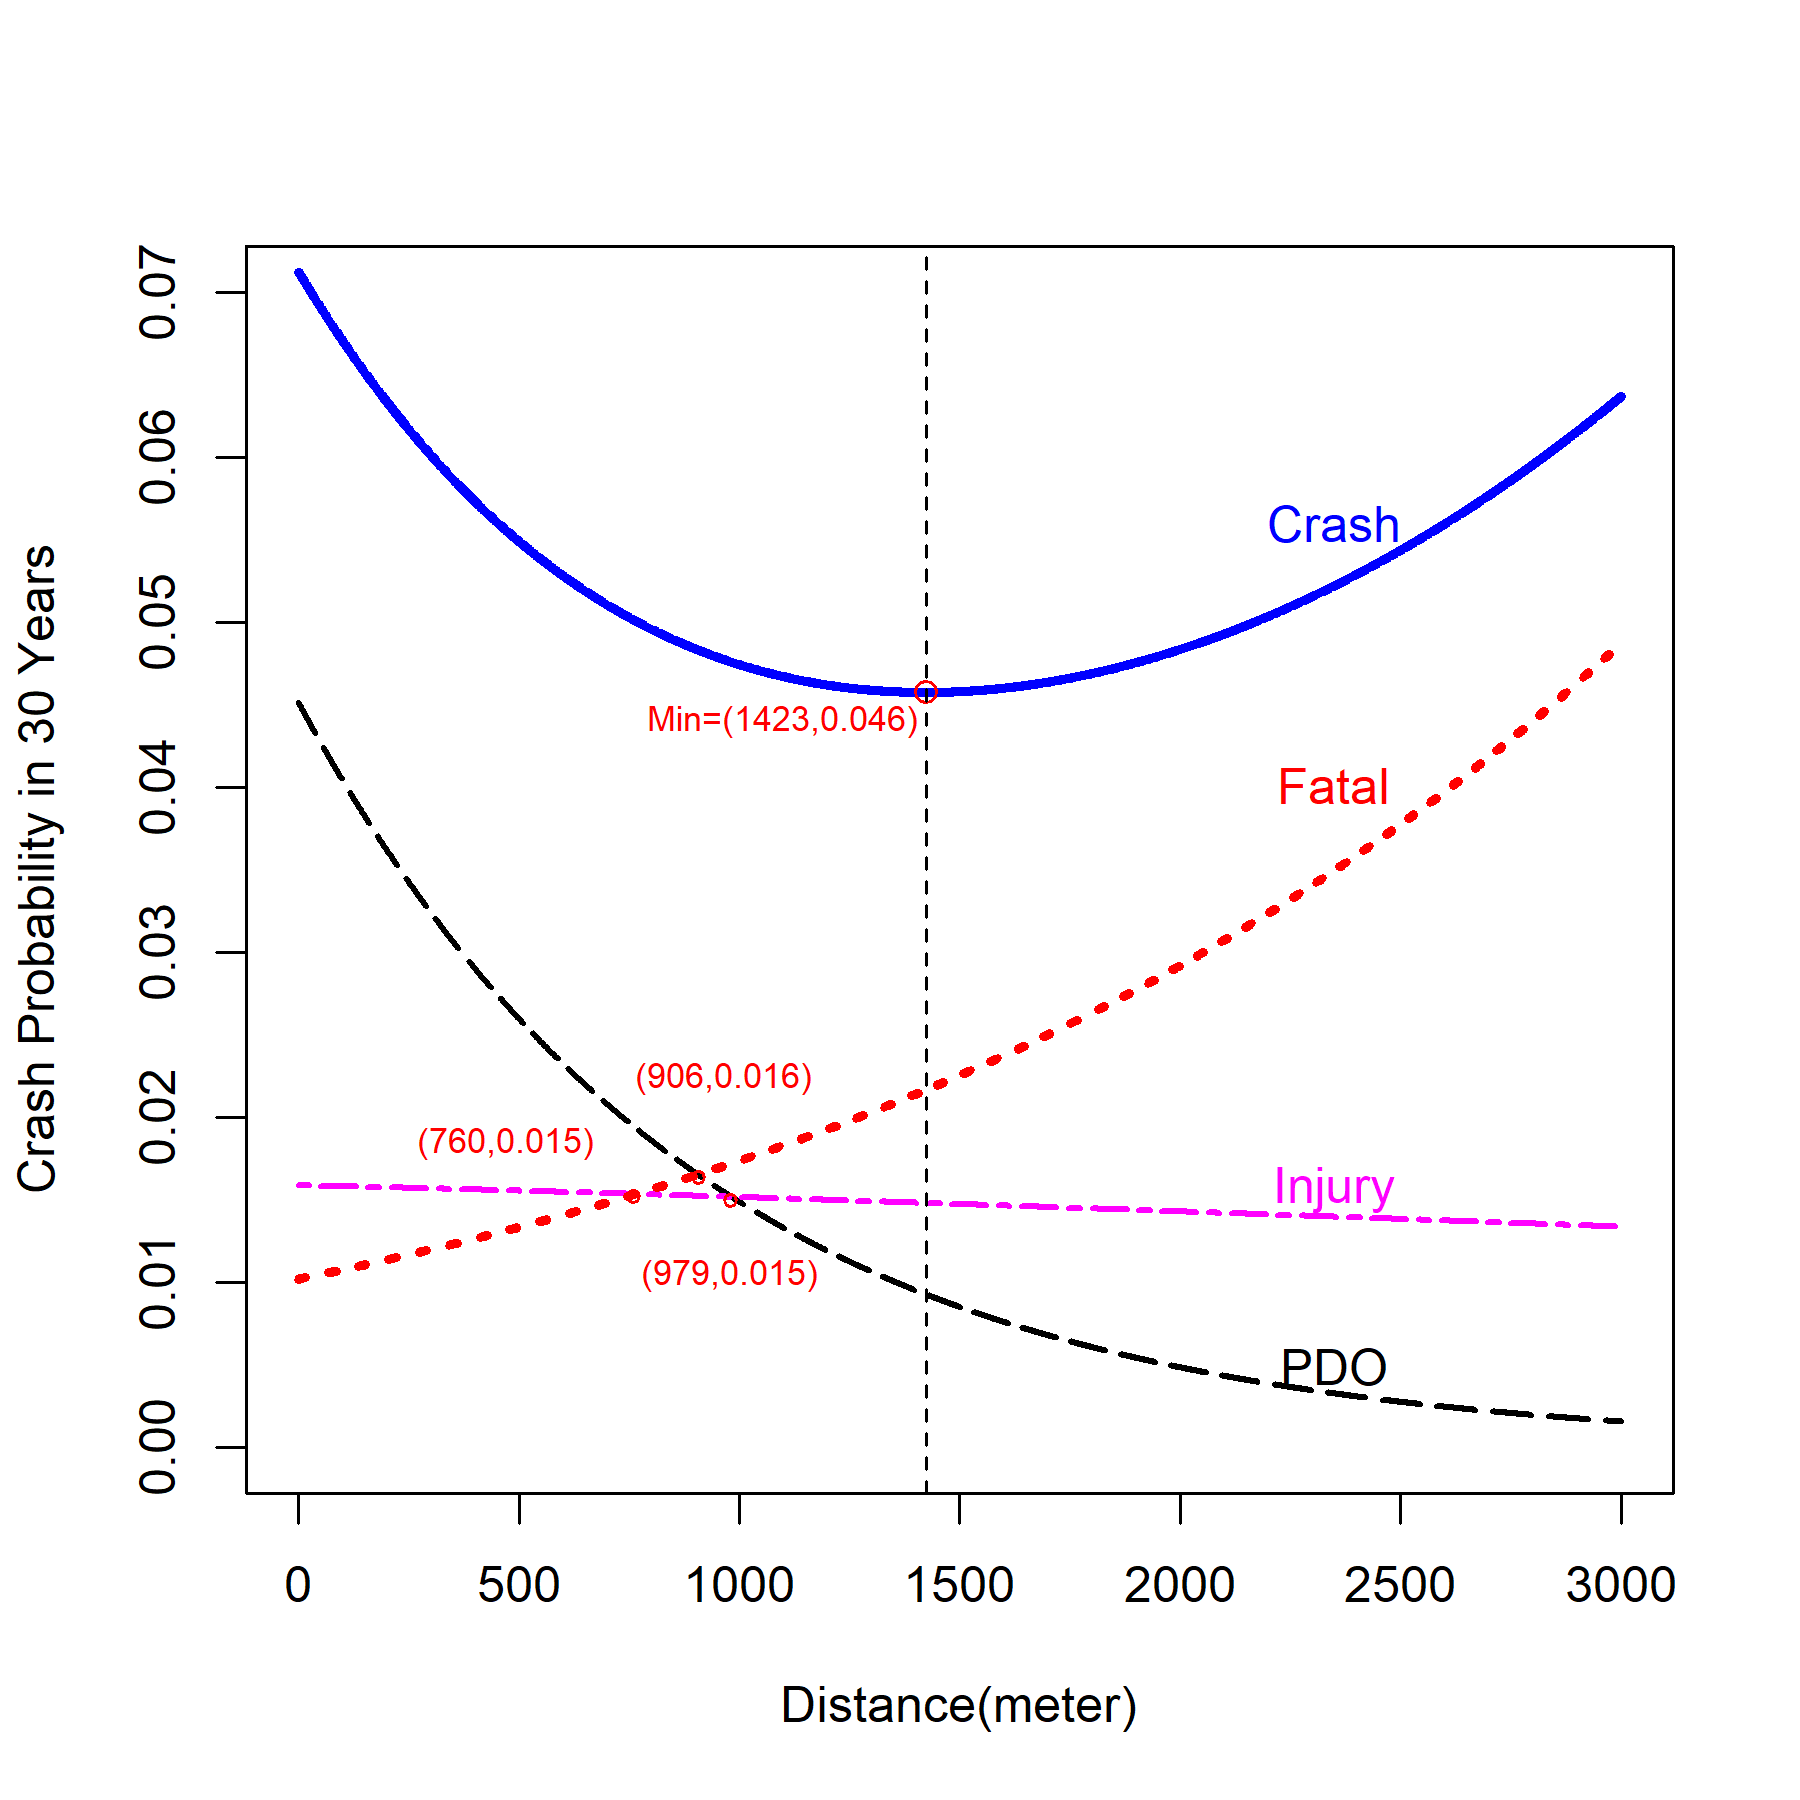 0.07
0.06
0.05
0.04
0.03
0.02
0.01
0.00
Crash Probability in 30 Years
Crash
Min=(1423,0.046)
Fatal
(906,0.016)
(760,0.015)
Injury
(979,0.015)
PDO
0 500 1000 1500 2000 2500 3000
Distance(meter)